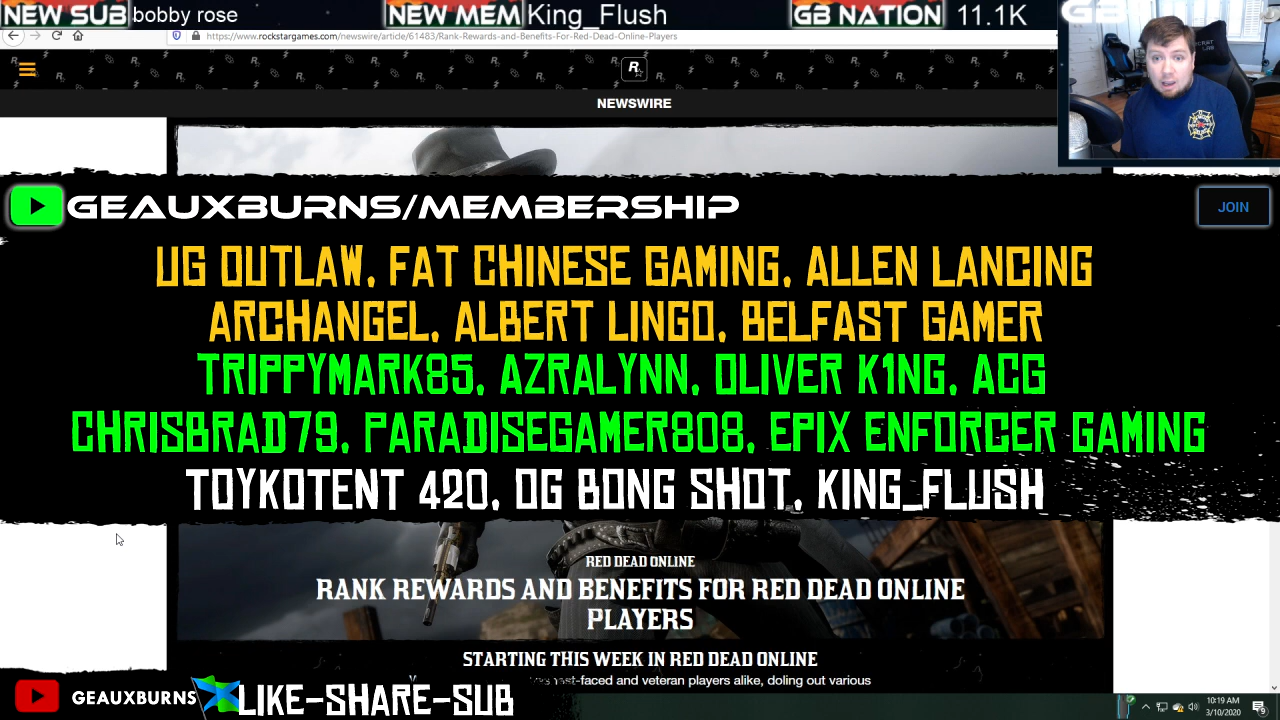 NEW SUB bobby rose NEW MEM King_Flush GB NATION 11.1K
https://www.rockstargames.com/newswire/article/61483/Rank-Rewards-and-Benefits-For-Red-Dead-Online-Players
R
NEWSWIRE
GEAUXBURNS/MEMBERSHIP
JOIN
UG OUTLAW, FAT CHINESE GAMING, ALLEN LANCING
ARCHANGEL, ALBERT LINGO, BELFAST GAMER
TRIPPYMARK85, AZRALYNN, OLIVER K1NG, ACG
CHRISBRAD79, PARADISEGAMER808, EPIX ENFORCER GAMING
TOYKOTENT 420, OG BONG SHOT, KING_FLUSH
RED DEAD ONLINE
RANK REWARDS AND BENEFITS FOR RED DEAD ONLINE
PLAYERS
STARTING THIS WEEK IN RED DEAD ONLINE
-faced and veteran players alike, doling out various
GEAUXBURNS LIKE-SHARE-SUB
10:19 AM
3/10/2020